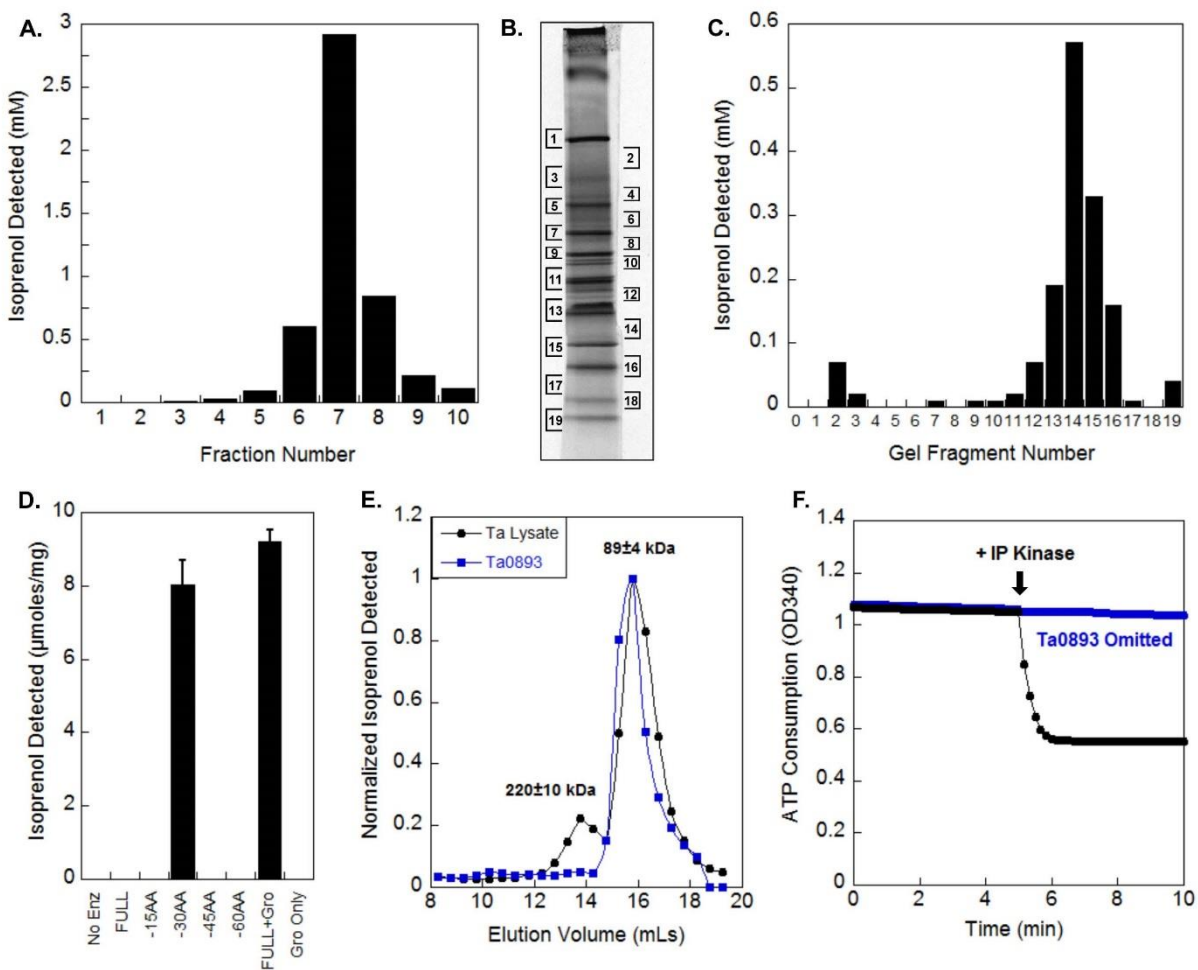 A.
Isoprenol Detected (mM)
3
2.5
2
1.5
1
0.5
0
1 2 3 4 5 6 7 8 9 10
Fraction Number
B.
1
2
3
4
5
6
7
8
9
10
11
12
13
14
15
16
17
18
19
C.
Isoprenol Detected (mM)
0.6
0.5
0.4
0.3
0.2
0.1
0
0 1 2 3 4 5 6 7 8 9 10 11 12 13 14 15 16 17 18 19
Gel Fragment Number
D.
Isoprenol Detected (µmoles/mg)
10
8
6
4
2
0
No Enz
FULL
-15AA
-30AA
-45AA
-60AA
FULL+Gro
Gro Only
E.
Normalized Isoprenol Detected
1.2
1
0.8
0.6
0.4
0.2
0
Ta Lysate
Ta0893
89±4 kDa
220±10 kDa
8 10 12 14 16 18 20
Elution Volume (mLs)
F.
ATP Consumption (OD340)
1.4
1.2
1
0.8
0.6
0.4
0.2
0
+ IP Kinase
Ta0893 Omitted
0 2 4 6 8 10
Time (min)